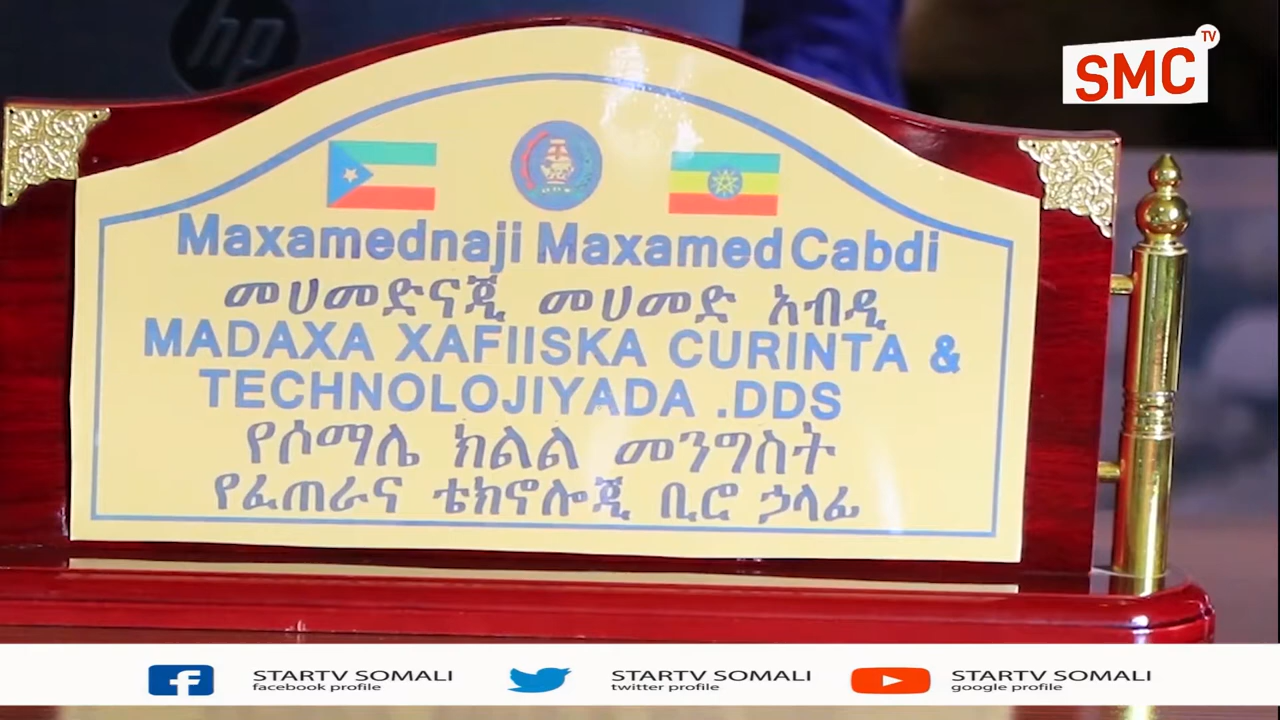 hp
SMC TV
Maxamednaji Maxamed Cabdi
መሀመድናጂ መሀመድ አብዲ
MADAXA XAFIISKA CURINTA &
TECHNOLOJIYADA .DDS
የሶማሌ ክልል መንግስት
የፈጠራና ቴክኖሎጂ ቢሮ ኃላፊ
STARTV SOMALI
facebook profile
STARTV SOMALI
twitter profile
STARTV SOMALI
google profile